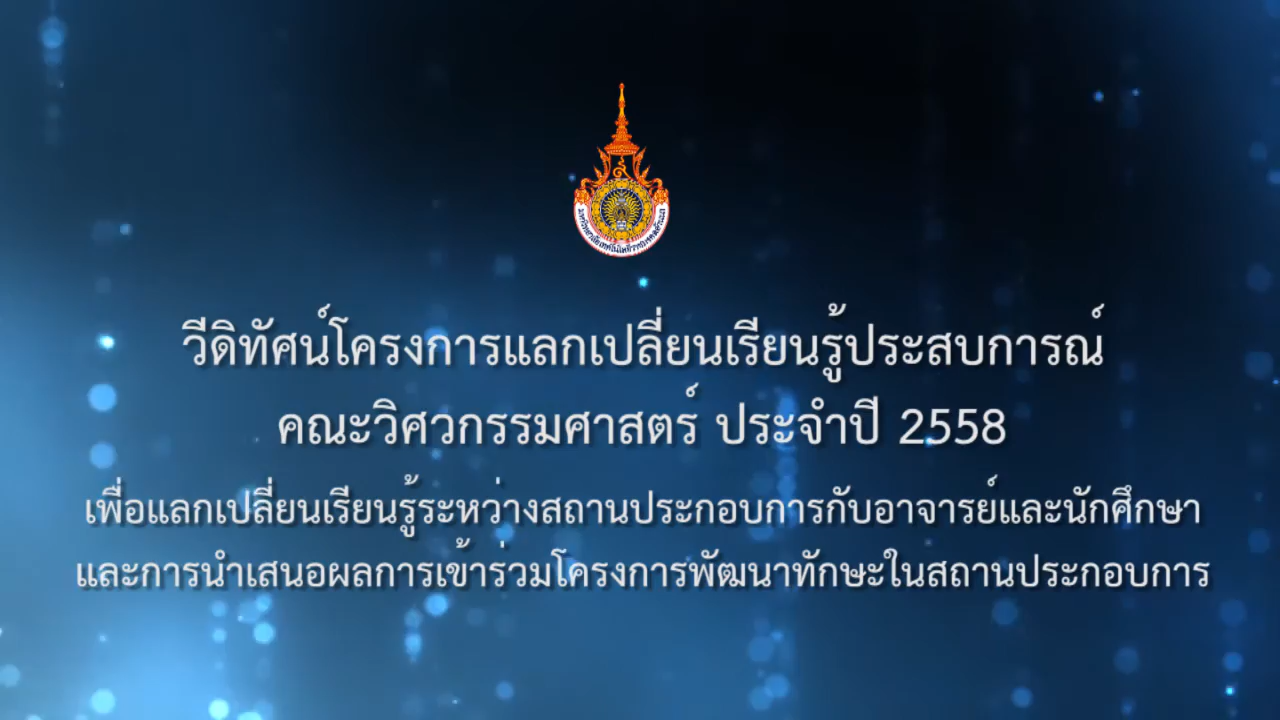 วีดิทัศน์โครงการแลกเปลี่ยนเรียนรู้ประสบการณ์
คณะวิศวกรรมศาสตร์ ประจำปี 2558
เพื่อแลกเปลี่ยนเรียนรู้ระหว่างสถานประกอบการกับอาจารย์และนักศึกษา
และการนำเสนอผลการเข้าร่วมโครงการพัฒนาทักษะในสถานประกอบการ